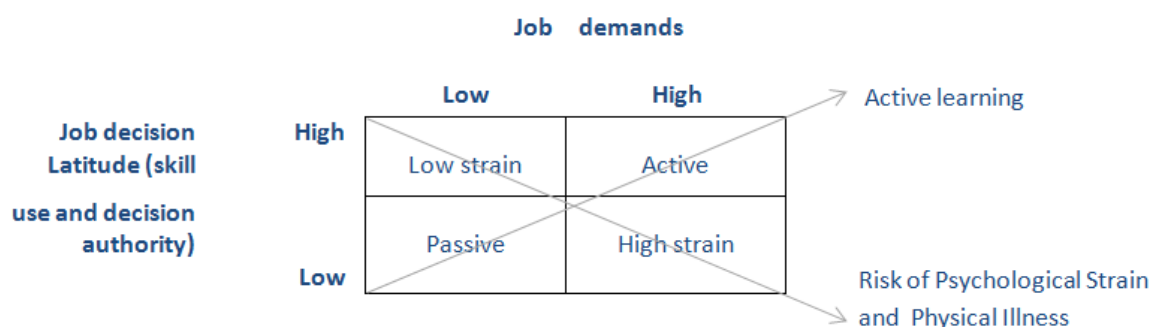 Job demands
Low High
Active learning
Job decision
High
Latitude (skill
Low strain Active
use and decision
authority)
Passive High strain
Low
Risk of Psychological Strain
and Physical Illness